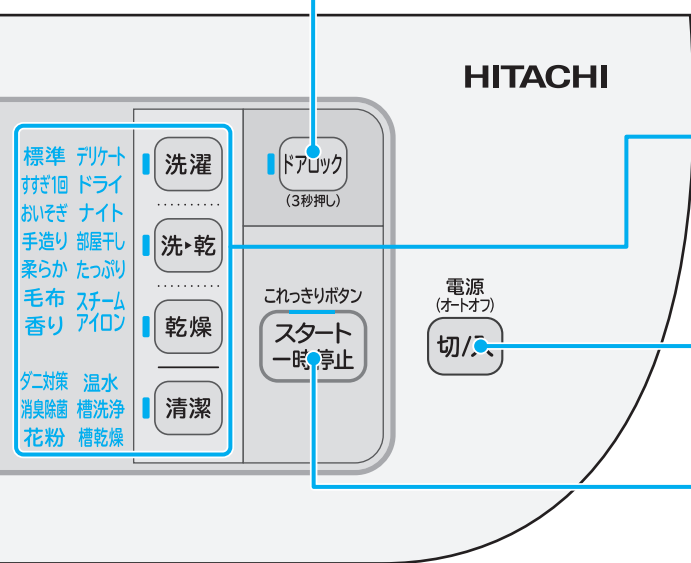 HITACHI
標準 デリケート
すすぎ1回 ドライ
おいそぎ ナイト
手造り 部屋干し
柔らか たっぷり
毛布 スチーム
香り アイロン
ダニ対策 温水
消臭除菌 槽洗浄
花粉 槽乾燥
洗濯
洗▸乾
乾燥
清潔
ドアロック
(3秒押し)
これっきりボタン
スタート
一時停止
電源
(オートオフ)
切/入